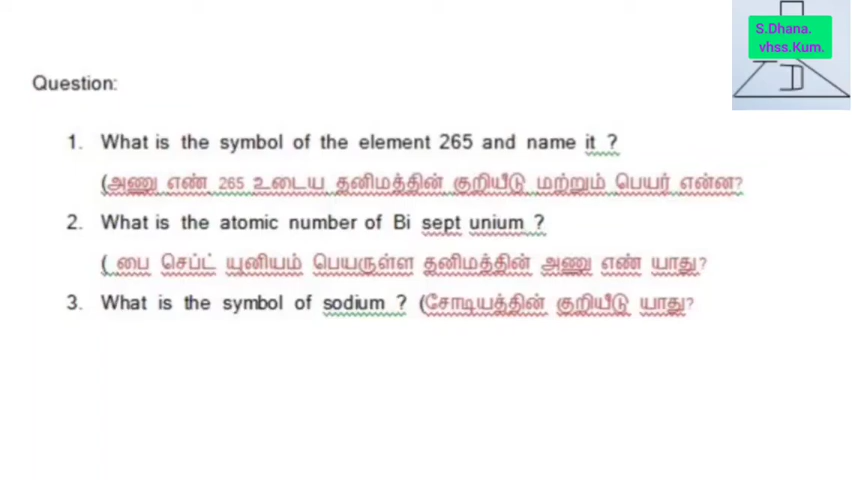 S.Dhana.
vhss.Kum.
Question:
1. What is the symbol of the element 265 and name it ?
(அணு எண் 265 உடைய தனிமத்தின் குறியீடு மற்றும் பெயர் என்ன?
2. What is the atomic number of Bi sept unium ?
( பை செப்ட் யூனியம் பெயருள்ள தனிமத்தின் அணு எண் யாது?
3. What is the symbol of sodium ? (சோடியத்தின் குறியீடு யாது?